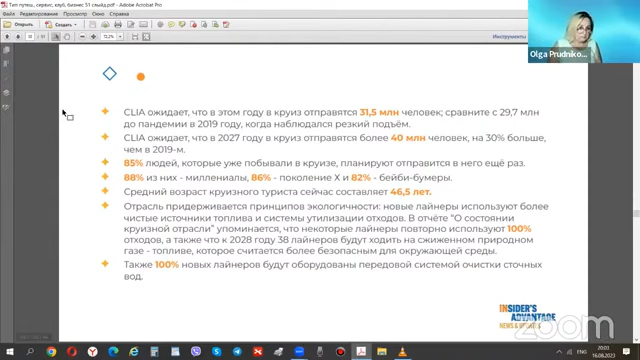 Тип путеш, сервис, клуб, бизнес 51 слайд.pdf - Adobe Acrobat Pro
Файл Редактирование Просмотр Окно Справка
Открыть Создать
Инструменты
Olga Prudniko...
CLIA ожидает, что в этом году в круиз отправятся 31,5 млн человек; сравните с 29,7 млн
до пандемии в 2019 году, когда наблюдался резкий подъём.
CLIA ожидает, что в 2027 году в круиз отправятся более 40 млн человек, на 30% больше,
чем в 2019-м.
85% людей, которые уже побывали в круизе, планируют отправится в него ещё раз.
88% из них - миллениалы, 86% - поколение X и 82% - бейби-бумеры.
Средний возраст круизного туриста сейчас составляет 46,5 лет.
Отрасль придерживается принципов экологичности: новые лайнеры используют более
чистые источники топлива и системы утилизации отходов. В отчёте “О состоянии
круизной отрасли” упоминается, что некоторые лайнеры повторно используют 100%
отходов, а также что к 2028 году 38 лайнеров будут ходить на сжиженном природном
газе - топливе, которое считается более безопасным для окружающей среды.
Также 100% новых лайнеров будут оборудованы передовой системой очистки сточных
вод.
INSIDER'S
ADVANTAGE
NEWS & UPDATES
zoom
20:03
16.08.2023